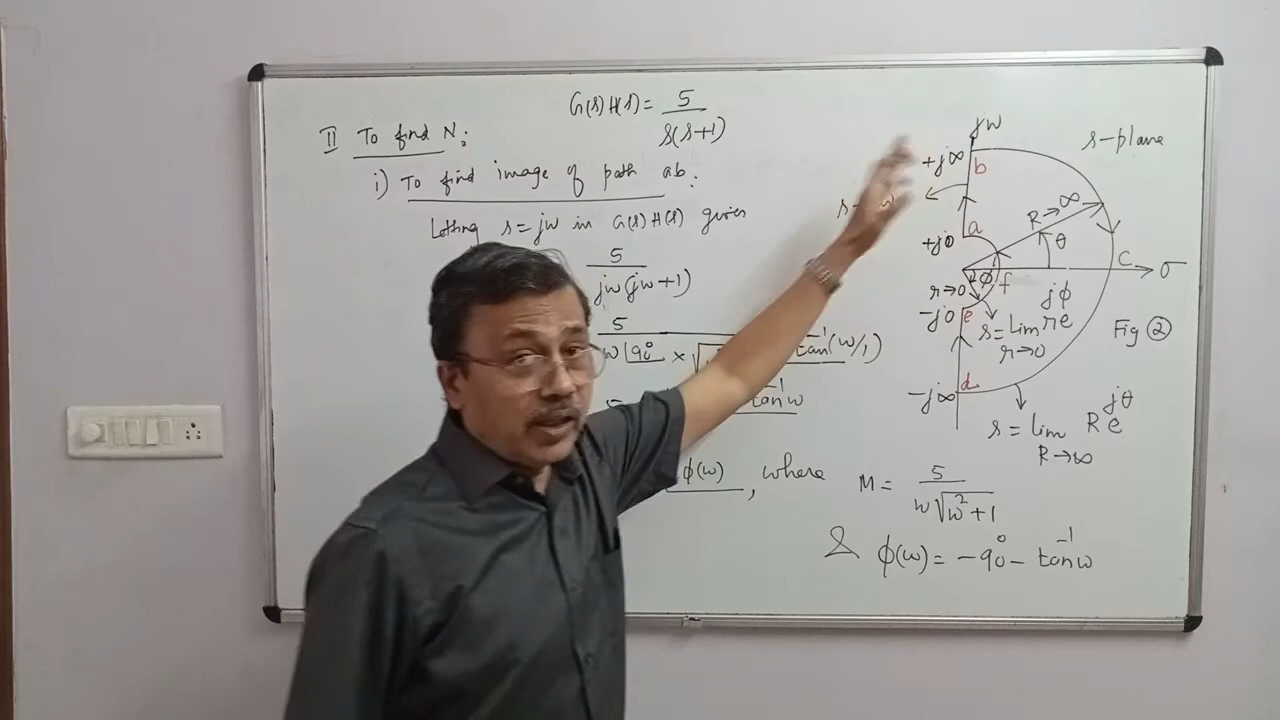 G(s)H(s) = 5 / s(s+1)
II To find N:
i) To find image of path ab:
Letting s = jω in G(s)H(s) gives
5 / jω(jω+1)
5
ω∠90° × √ tan⁻¹(ω/1)
tan⁻¹ω
φ(ω), where M = 5 / ω√ω²+1
& φ(ω) = -90° - tan⁻¹ω
jω
s-plane
+j∞ b
R→∞
+j0 a
θ
c σ
r→0 φ f
-j0 e
s = lim r→0 re^jφ
Fig ②
-j∞ d
s = lim R→∞ Re^jθ